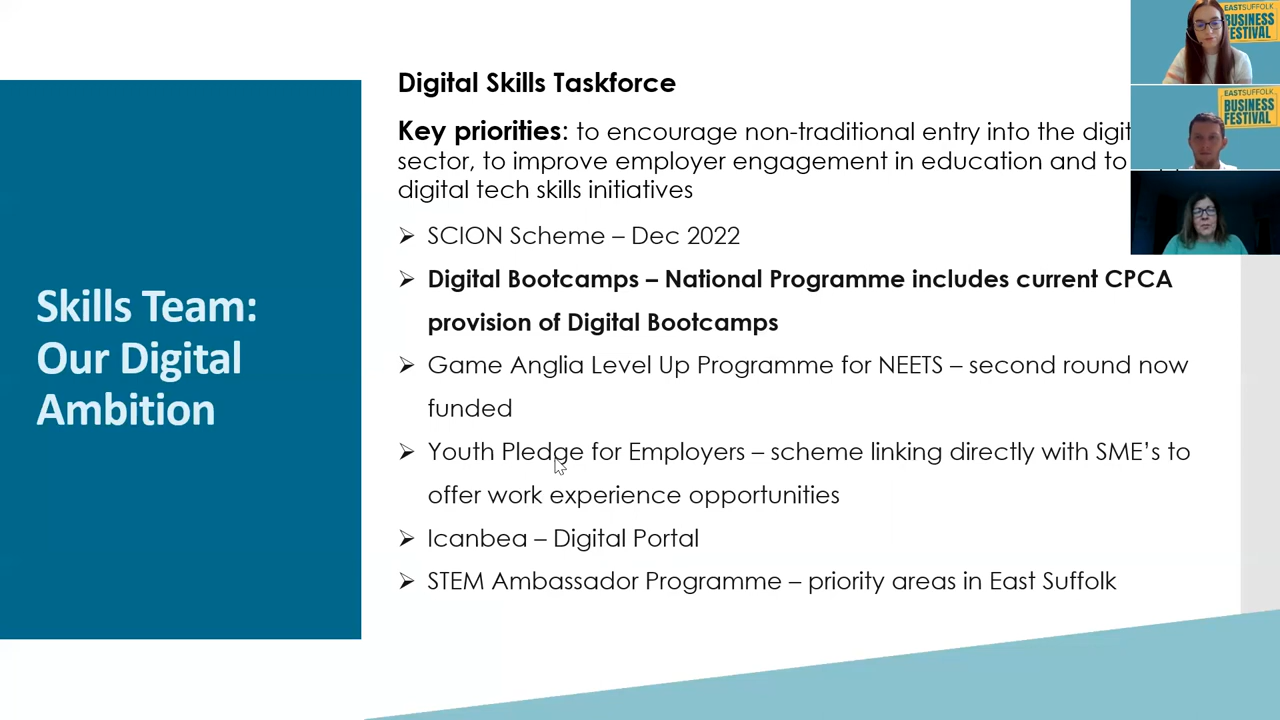 Skills Team:
Our Digital
Ambition
Digital Skills Taskforce
Key priorities: to encourage non-traditional entry into the
sector, to improve employer engagement in education and to
digital tech skills initiatives
SCION Scheme – Dec 2022
Digital Bootcamps – National Programme includes current CPCA
provision of Digital Bootcamps
Game Anglia Level Up Programme for NEETS – second round now
funded
Youth Pledge for Employers – scheme linking directly with SME's to
offer work experience opportunities
Icanbea – Digital Portal
STEM Ambassador Programme – priority areas in East Suffolk
EASTSUFFOLK
BUSINESS
FESTIVAL
EASTSUFFOLK
BUSINESS
FESTIVAL